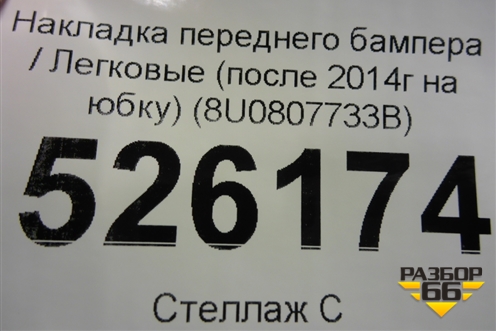 Накладка переднего бампера
/ Легковые (после 2014г на
юбку) (8U0807733B)
526174
Стеллаж С
РАЗБОР
66